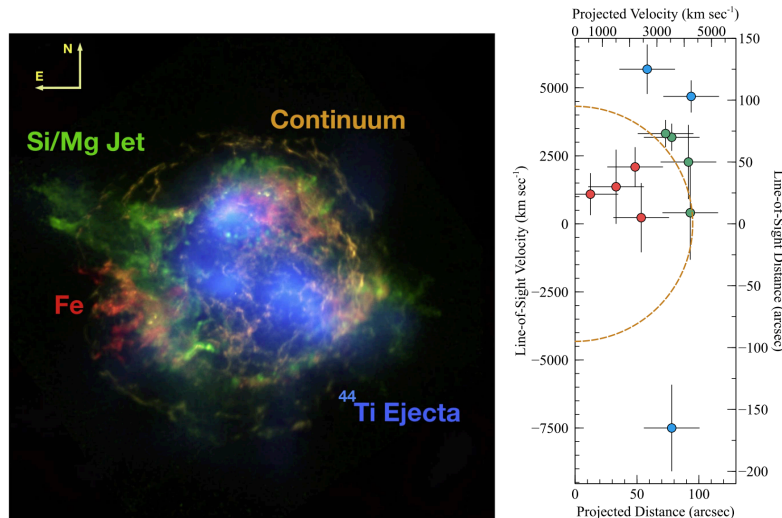 N
E
Si/Mg Jet
Continuum
Fe
44Ti Ejecta
Projected Velocity (km sec-1)
0 1000 3000 5000
Line-of-Sight Velocity (km sec-1)
5000
2500
0
−2500
−5000
−7500
Line-of-Sight Distance (arcsec)
150
100
50
0
−50
−100
−150
−200
0 50 100
Projected Distance (arcsec)